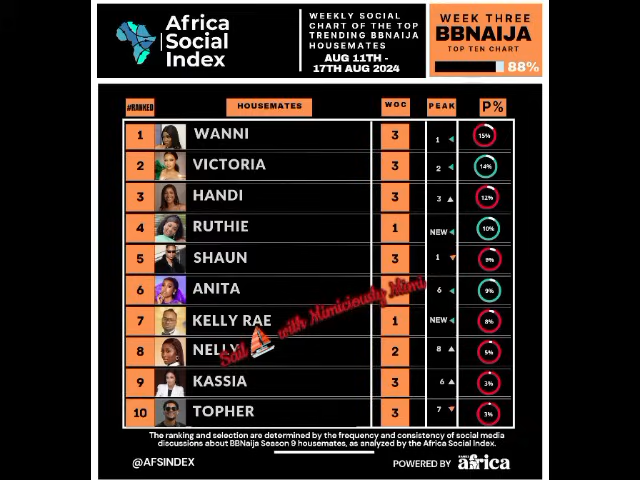 Africa
Social
Index
WEEKLY SOCIAL
CHART OF THE TOP
TRENDING BBNAIJA
HOUSEMATES
AUG 11TH -
17TH AUG 2024
WEEK THREE
BBNAIJA
TOP TEN CHART
88%
#RANKED HOUSEMATES WOC PEAK P%
1 WANNI 3 1 15%
2 VICTORIA 3 2 14%
3 HANDI 3 3 12%
4 RUTHIE 1 NEW 10%
5 SHAUN 3 1 9%
6 ANITA 3 6 9%
7 KELLY RAE 1 NEW 8%
8 NELLY 2 8 5%
9 KASSIA 3 6 3%
10 TOPHER 3 7 3%
Sail with Mimiciously Mimi
The ranking and selection are determined by the frequency and consistency of social media
discussions about BBNaija Season 9 housemates, as analyzed by the Africa Social Index.
@AFSINDEX
POWERED BY africa